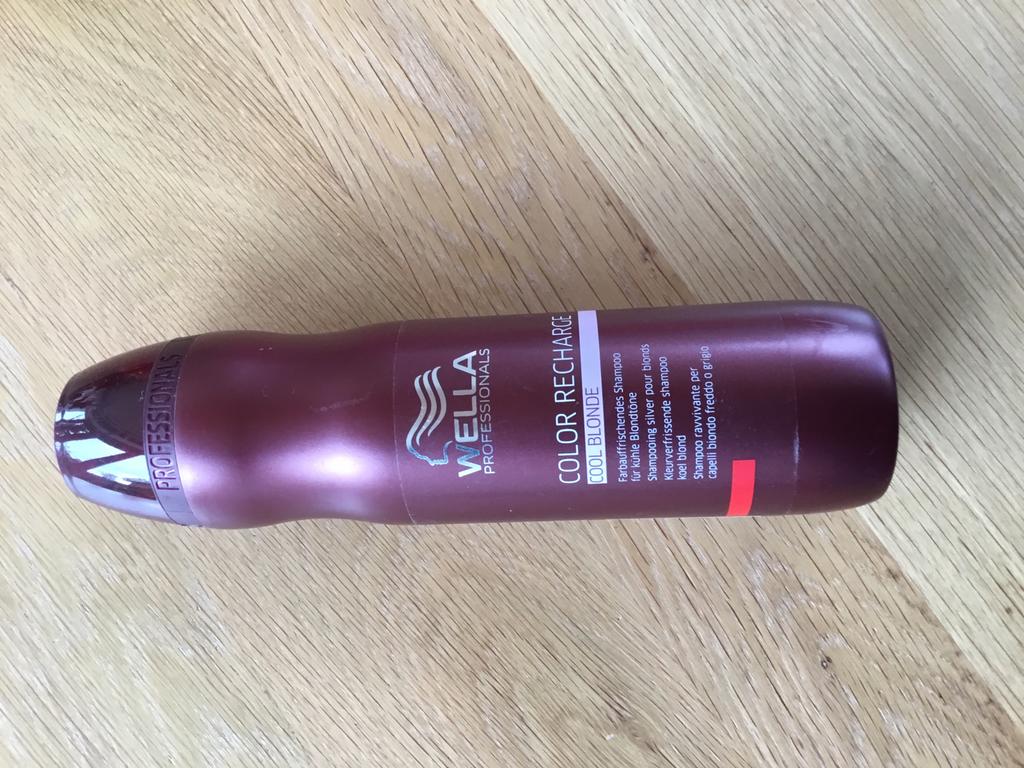 PROFESSIONALS
WELLA
PROFESSIONALS
COLOR RECHARGE
COOL BLONDE
Farbauffrischendes Shampoo
für kühle Blondtöne
Shampooing silver pour blonds
Kleurverfrissende shampoo
koel blond
Shampoo ravvivante per
capelli biondo freddo o grigio